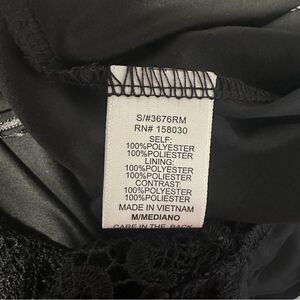 S/#3676RM
RN# 158030
SELF:
100%POLYESTER
100%POLIESTER
LINING:
100%POLYESTER
100%POLIESTER
CONTRAST:
100%POLYESTER
100%POLIESTER
MADE IN VIETNAM
M/MEDIANO
CARE IN THE BACK